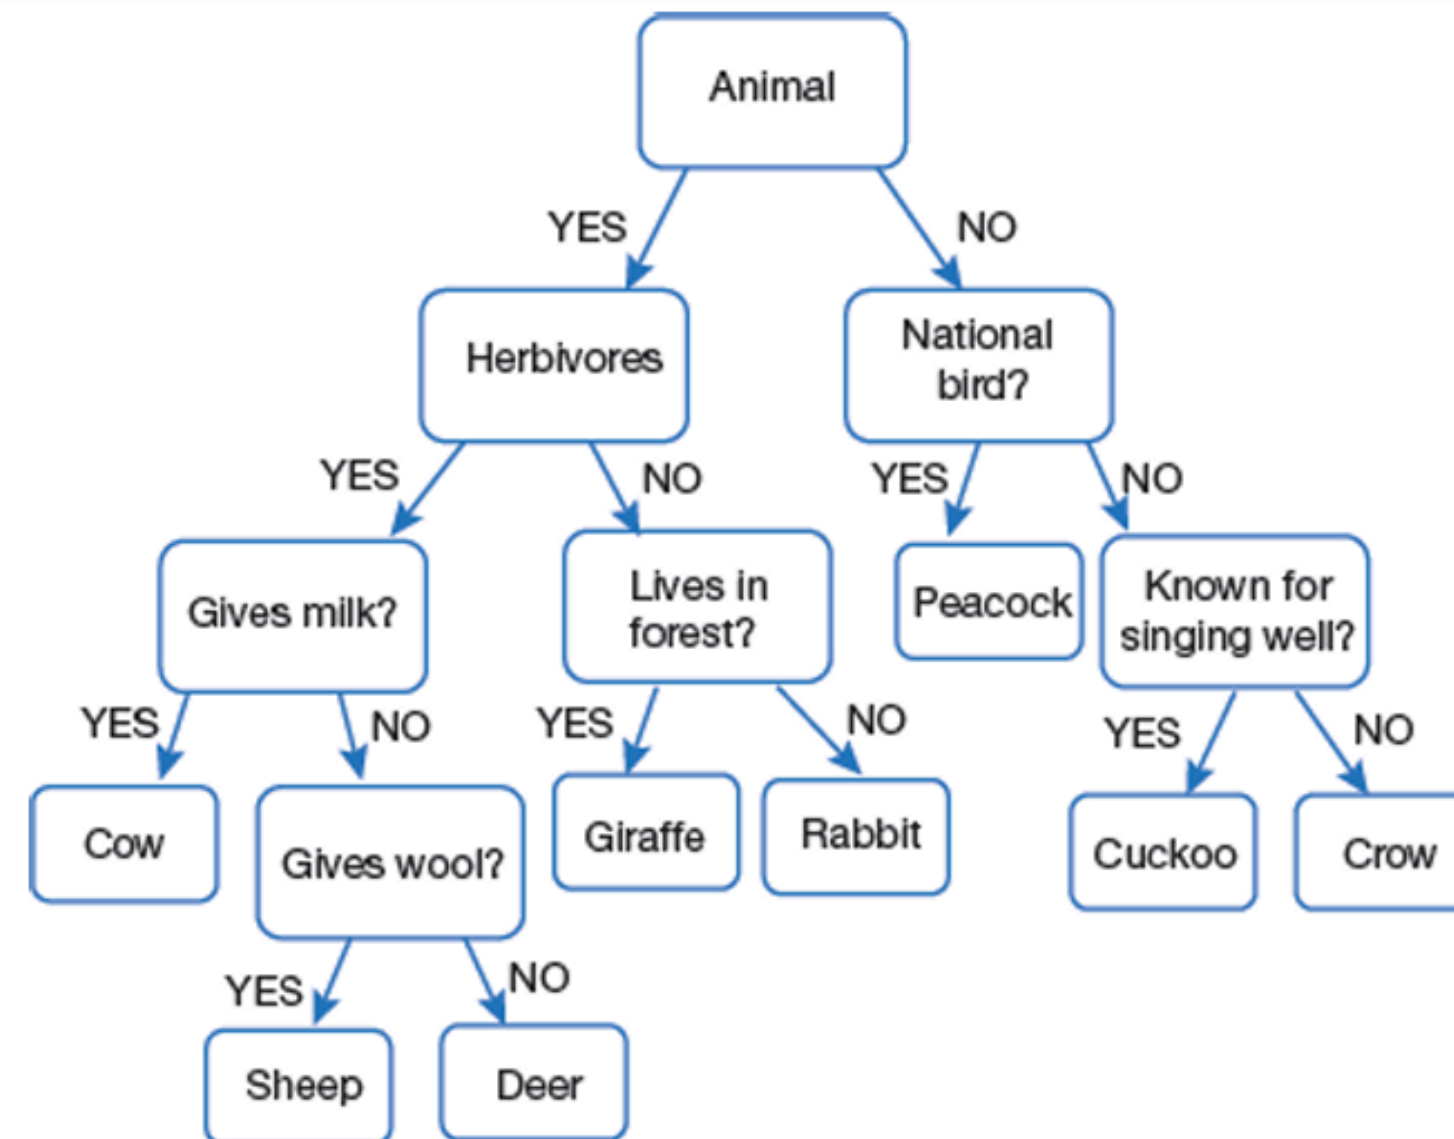 Animal
YES
NO
Herbivores
National
bird?
YES
NO
YES
NO
Gives milk?
Lives in
forest?
Peacock
Known for
singing well?
YES
NO
YES
NO
YES
NO
Cow
Gives wool?
Giraffe
Rabbit
Cuckoo
Crow
YES
NO
Sheep
Deer